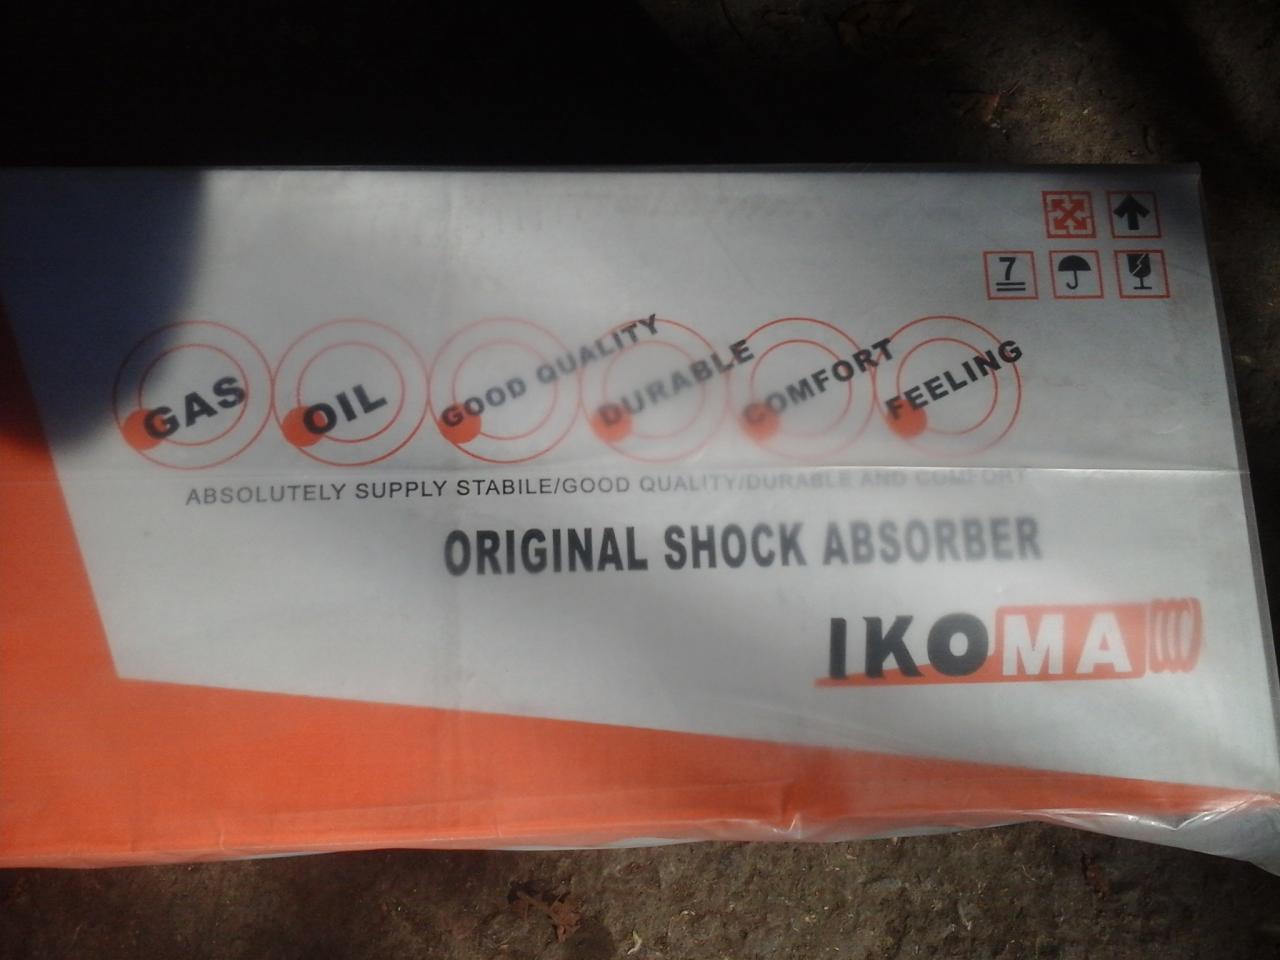 7
GAS OIL GOOD QUALITY DURABLE COMFORT FEELING
ABSOLUTELY SUPPLY STABILE/GOOD QUALITY/DURABLE AND COMFORT
ORIGINAL SHOCK ABSORBER
IKOMA